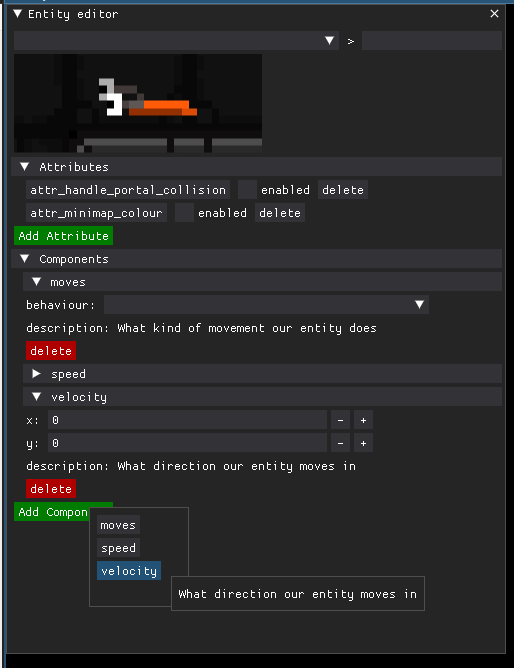 Entity editor
>
Attributes
attr_handle_portal_collision enabled delete
attr_minimap_colour enabled delete
Add Attribute
Components
moves
behaviour:
description: What kind of movement our entity does
delete
speed
velocity
x: 0 - +
y: 0 - +
description: What direction our entity moves in
delete
Add Compon
moves
speed
velocity
What direction our entity moves in